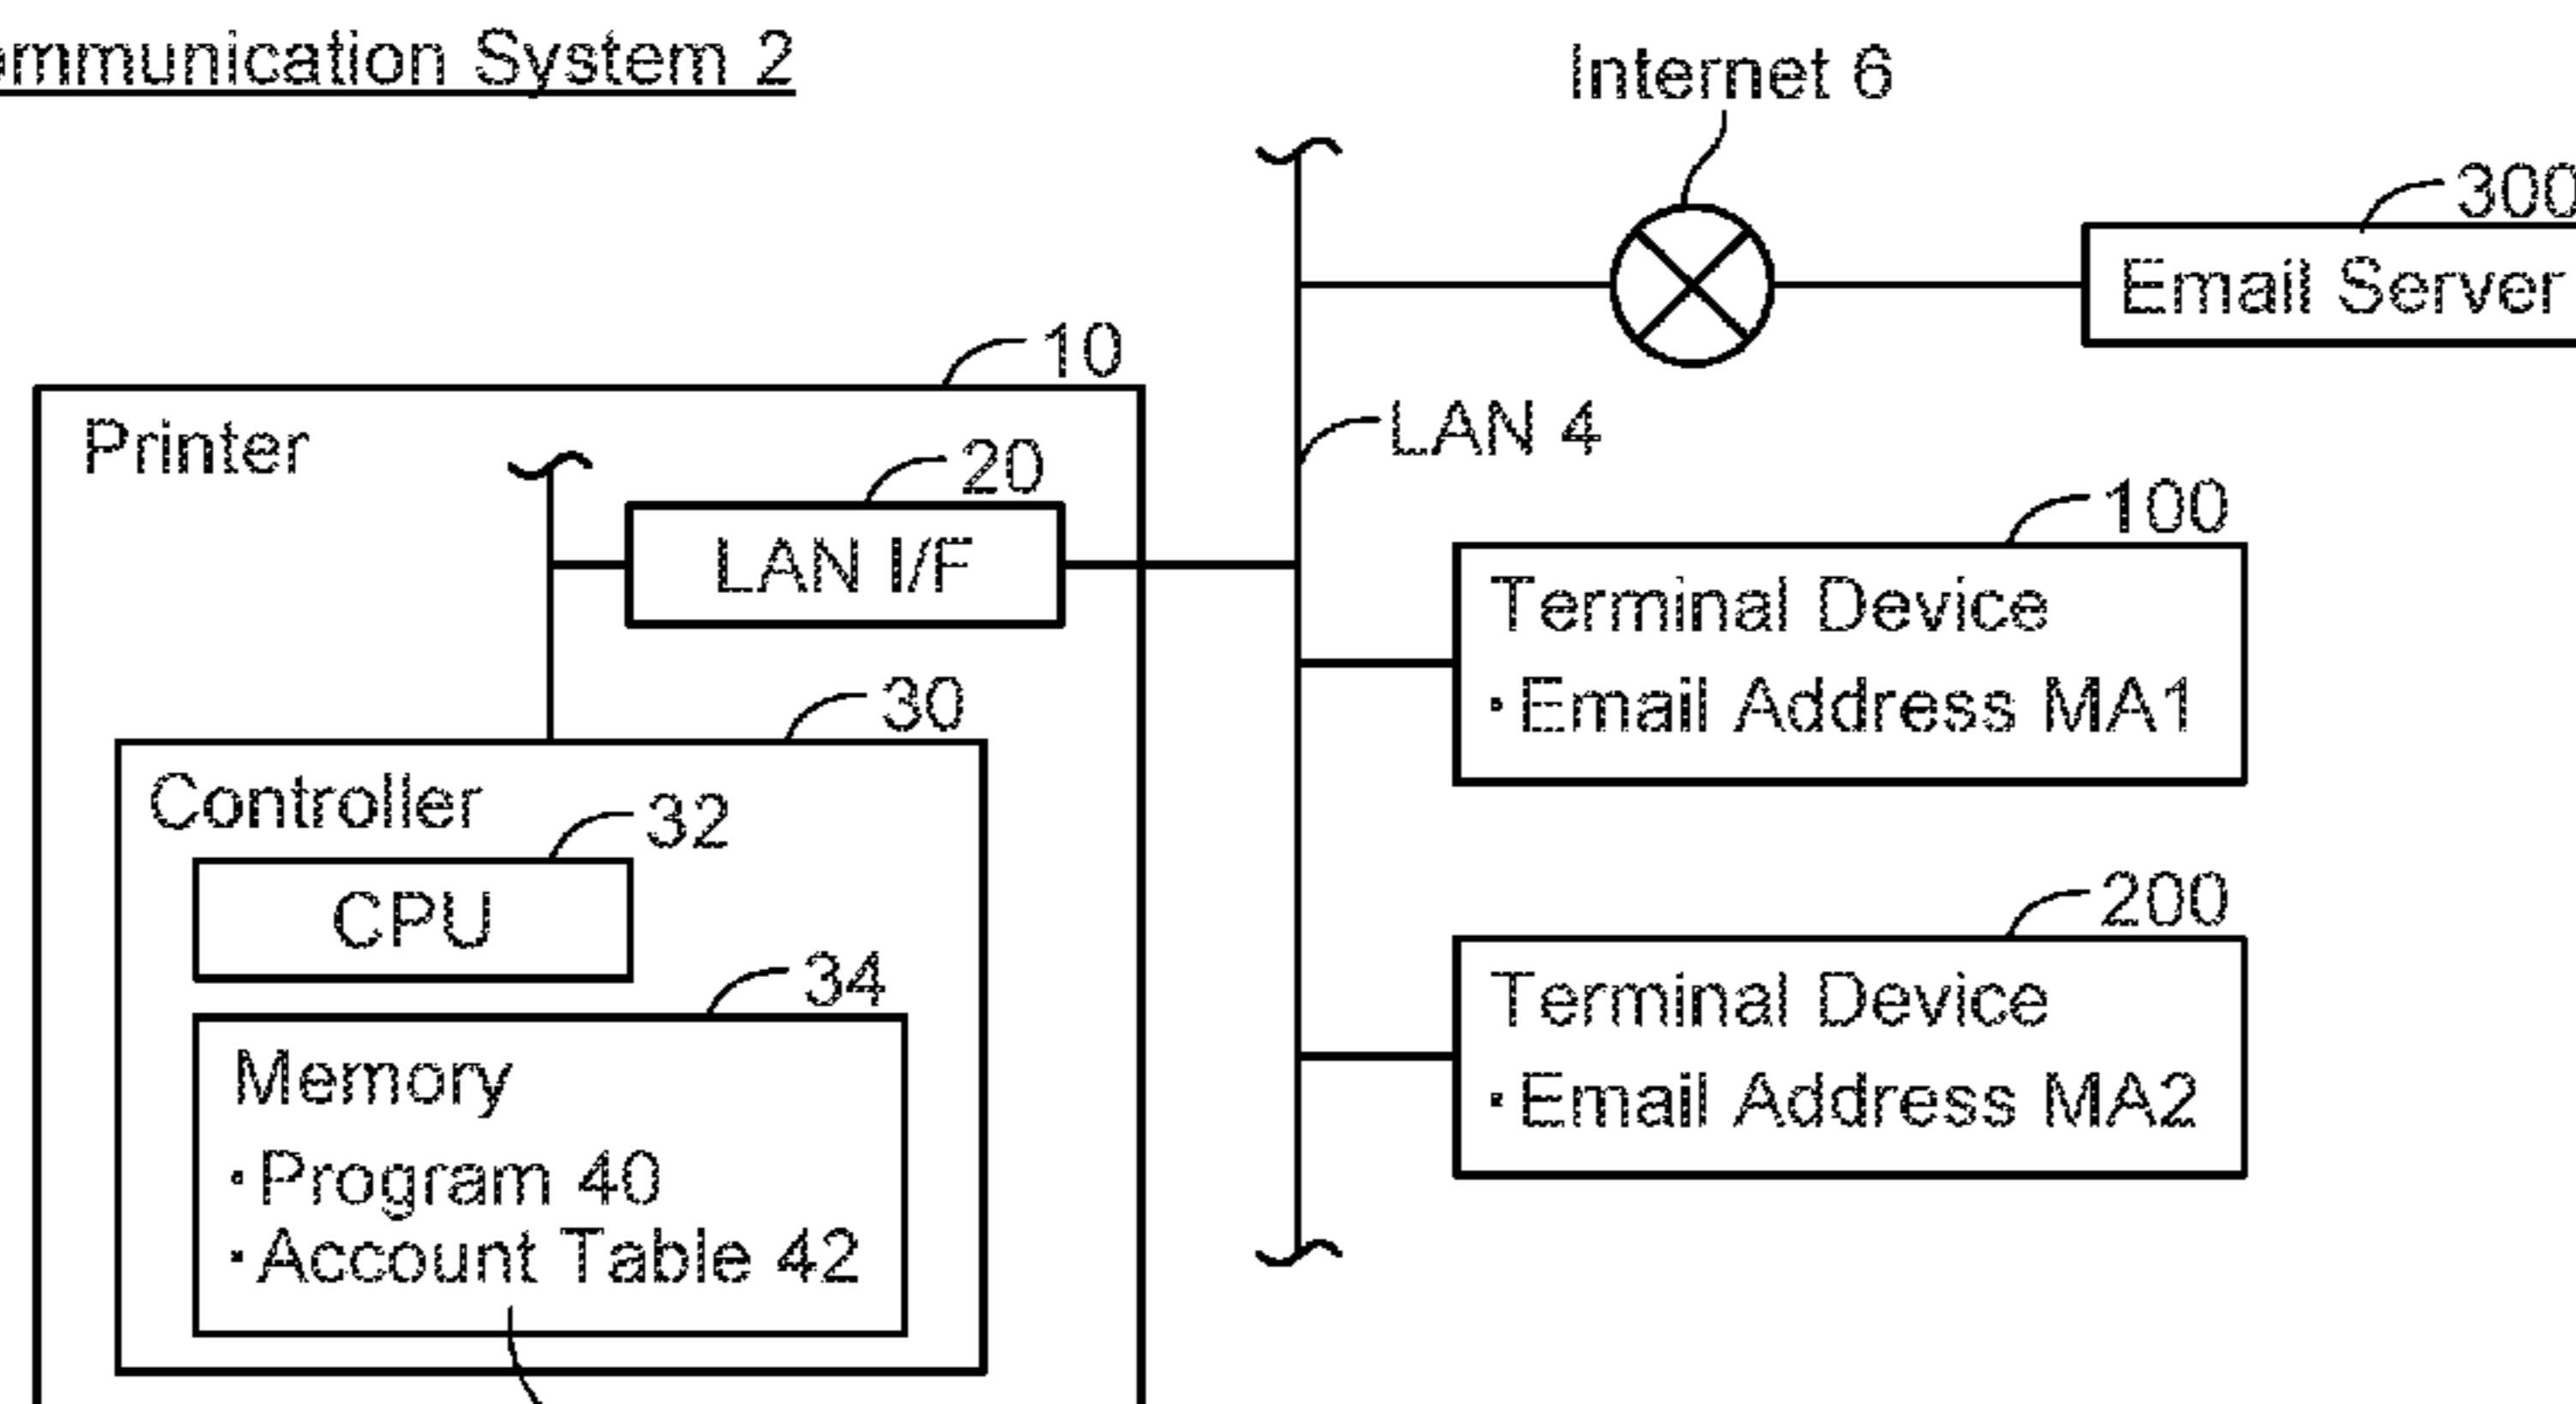 ommunication System 2
Internet 6
300
Email Server
10
Printer
LAN 4
20
LAN I/F
100
Terminal Device
・Email Address MA1
30
Controller
32
CPU
200
Terminal Device
・Email Address MA2
34
Memory
・Program 40
・Account Table 42